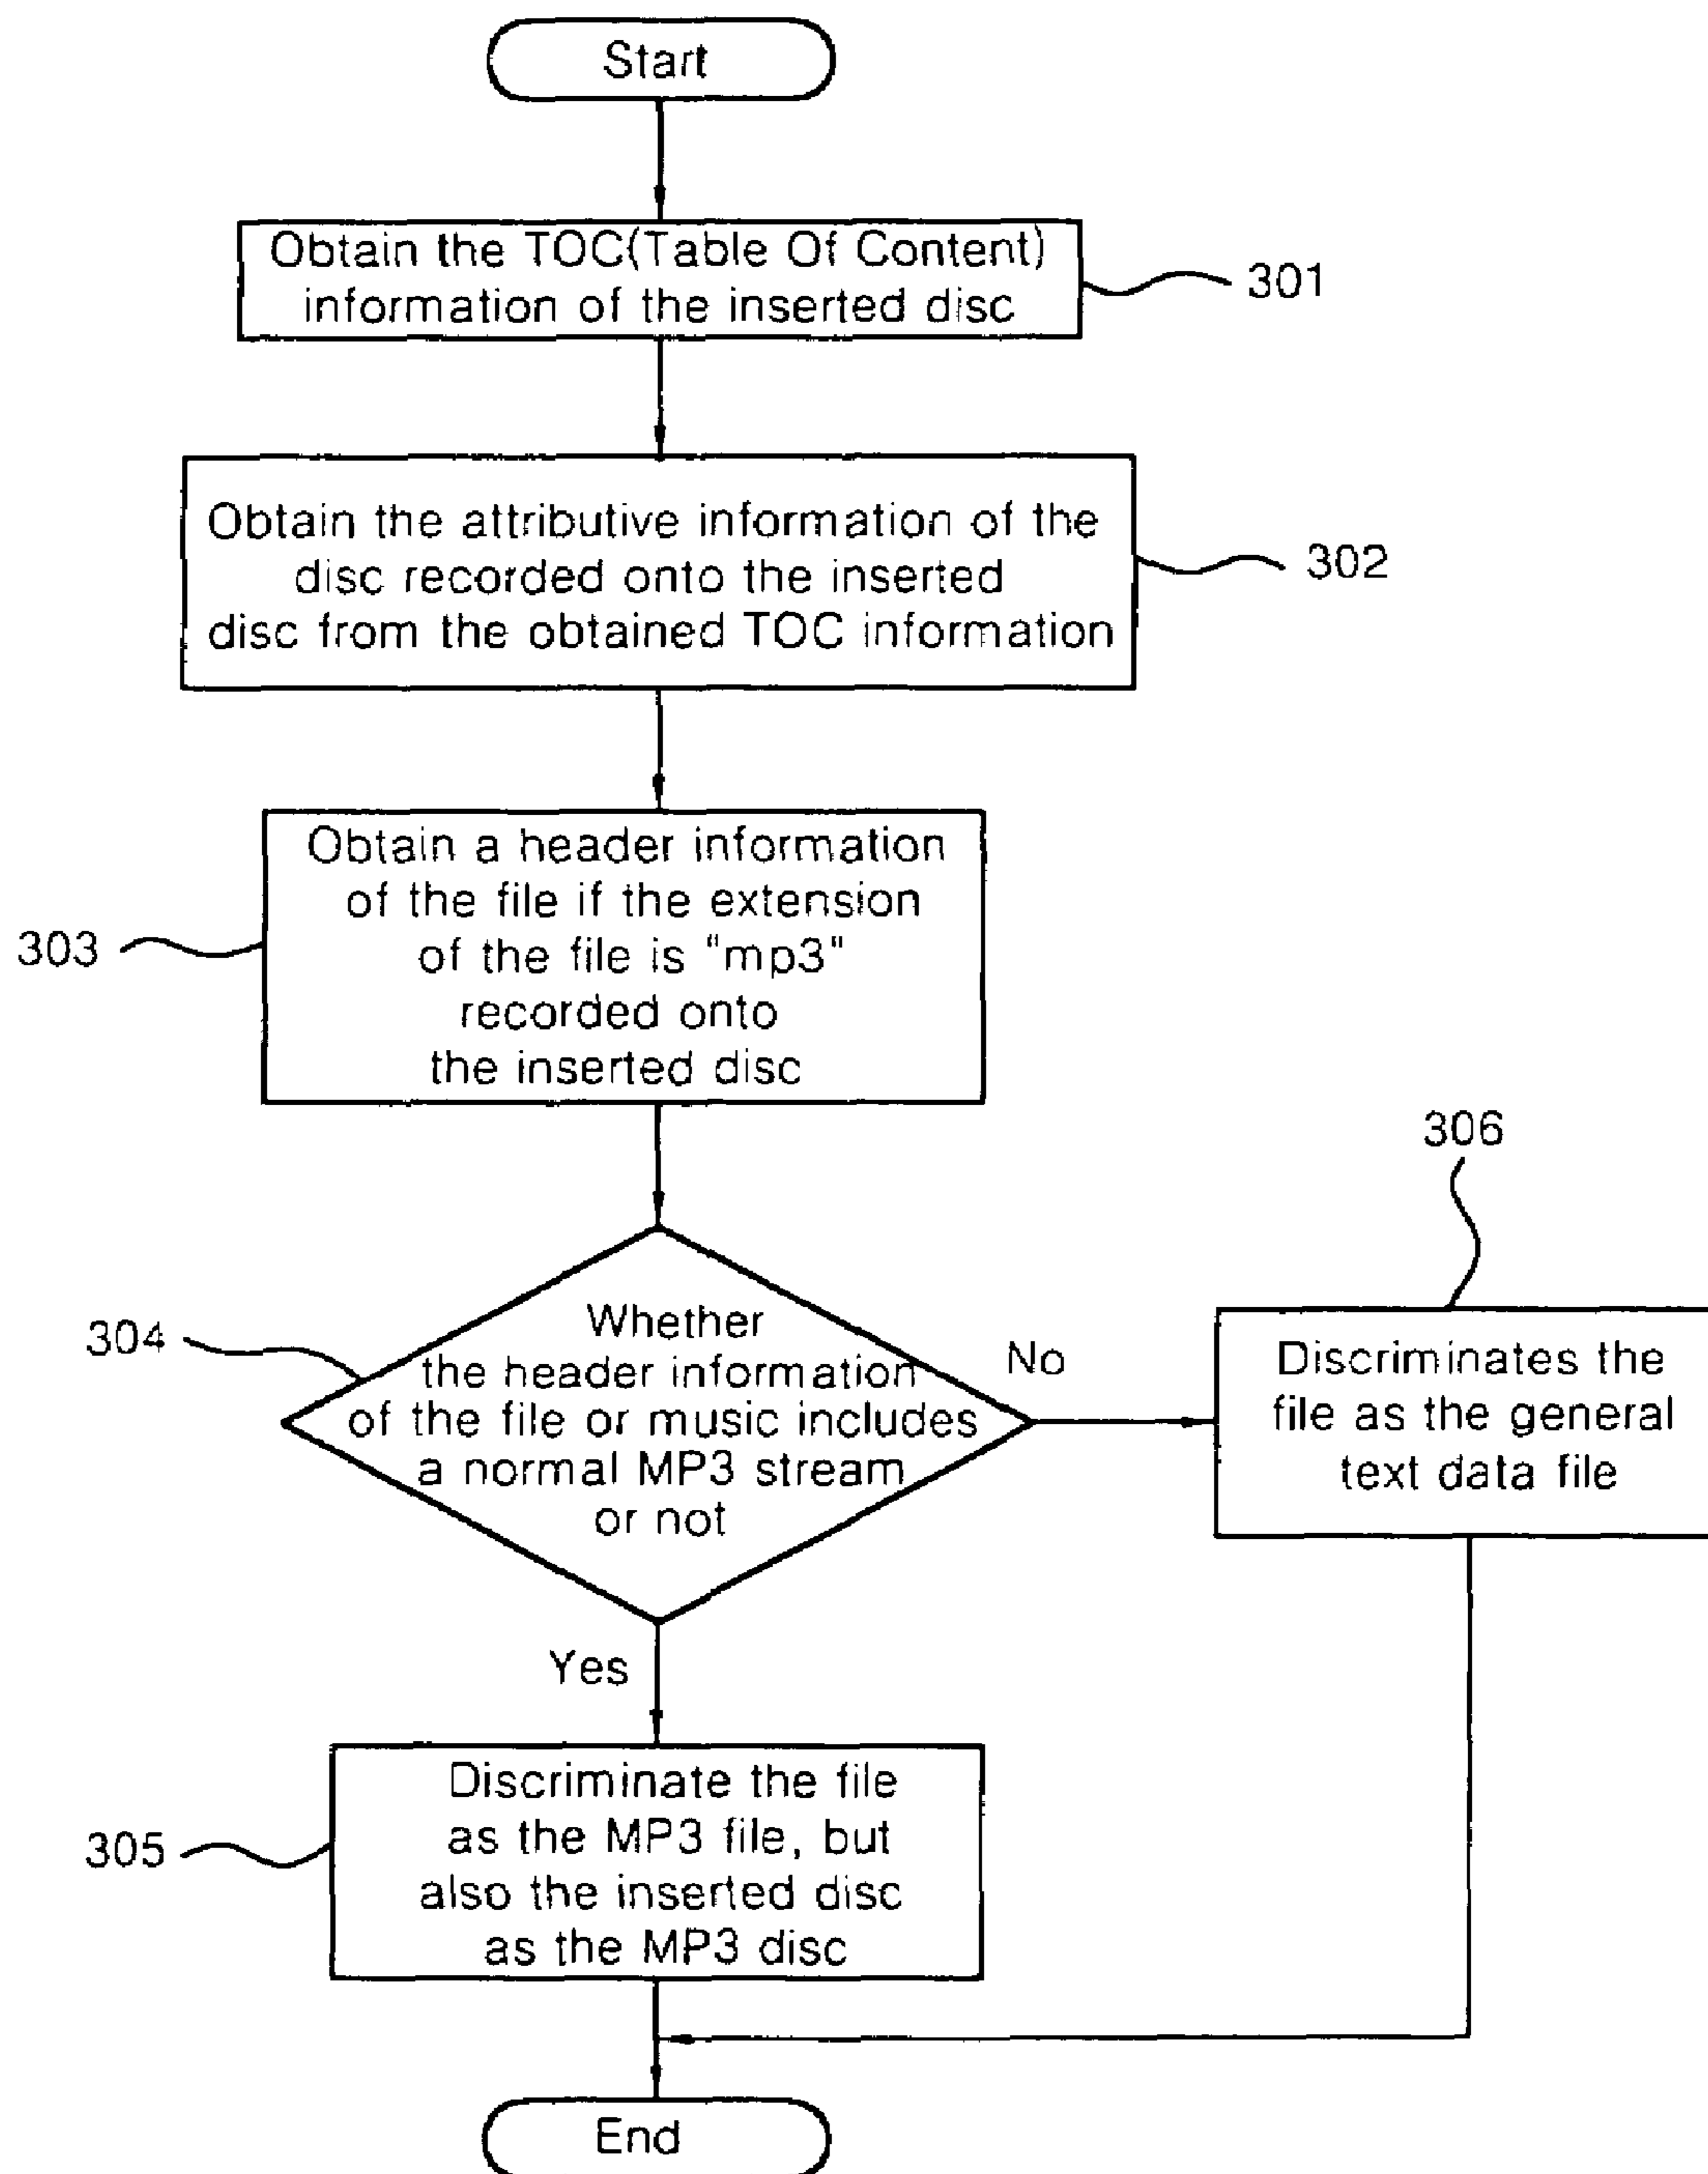 Start
Obtain the TOC(Table Of Content)
information of the inserted disc
301
Obtain the attributive information of the
disc recorded onto the inserted
disc from the obtained TOC information
302
Obtain a header information
of the file if the extension
of the file is "mp3"
recorded onto
the inserted disc
303
306
304
Whether
the header information
of the file or music includes
a normal MP3 stream
or not
No
Discriminates the
file as the general
text data file
Yes
Discriminate the file
as the MP3 file, but
also the inserted disc
as the MP3 disc
305
End